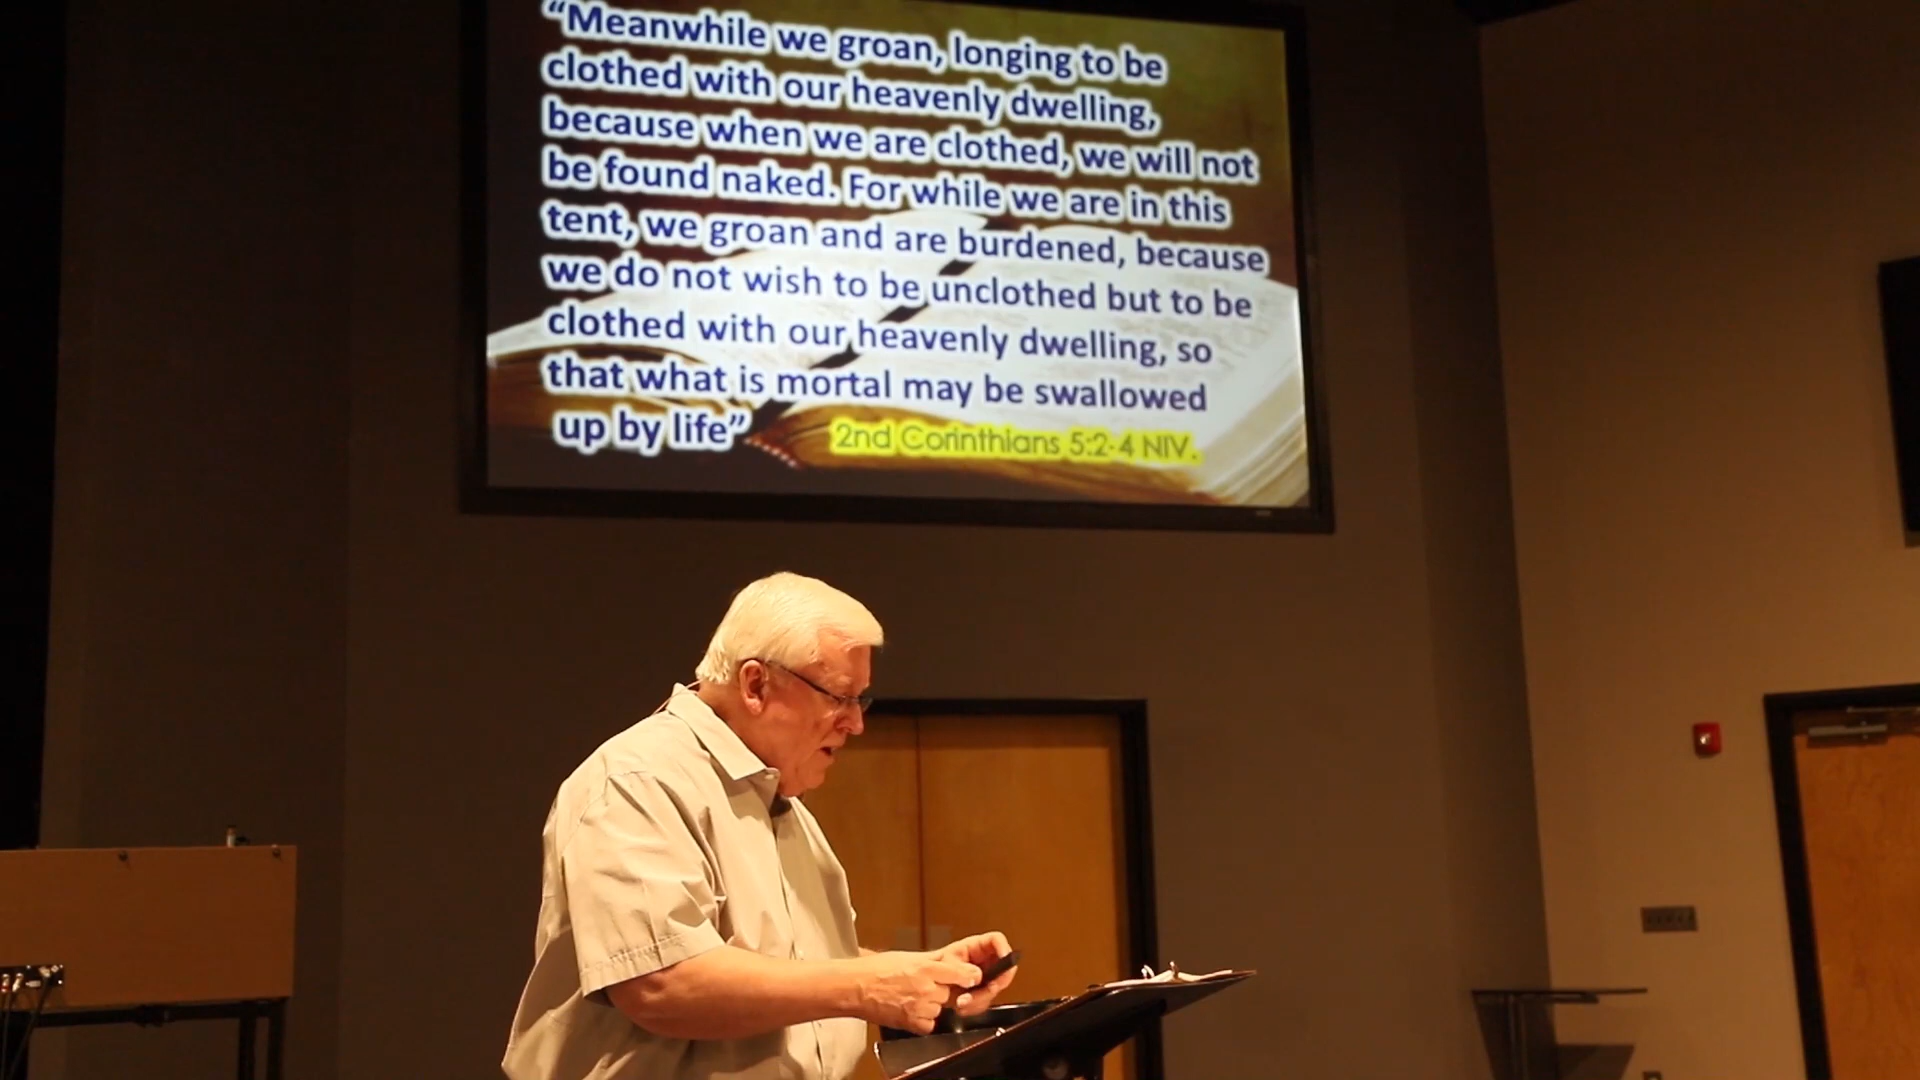 “Meanwhile we groan, longing to be
clothed with our heavenly dwelling,
because when we are clothed, we will not
be found naked. For while we are in this
tent, we groan and are burdened, because
we do not wish to be unclothed but to be
clothed with our heavenly dwelling, so
that what is mortal may be swallowed
up by life” 2nd Corinthians 5:2-4 NIV.